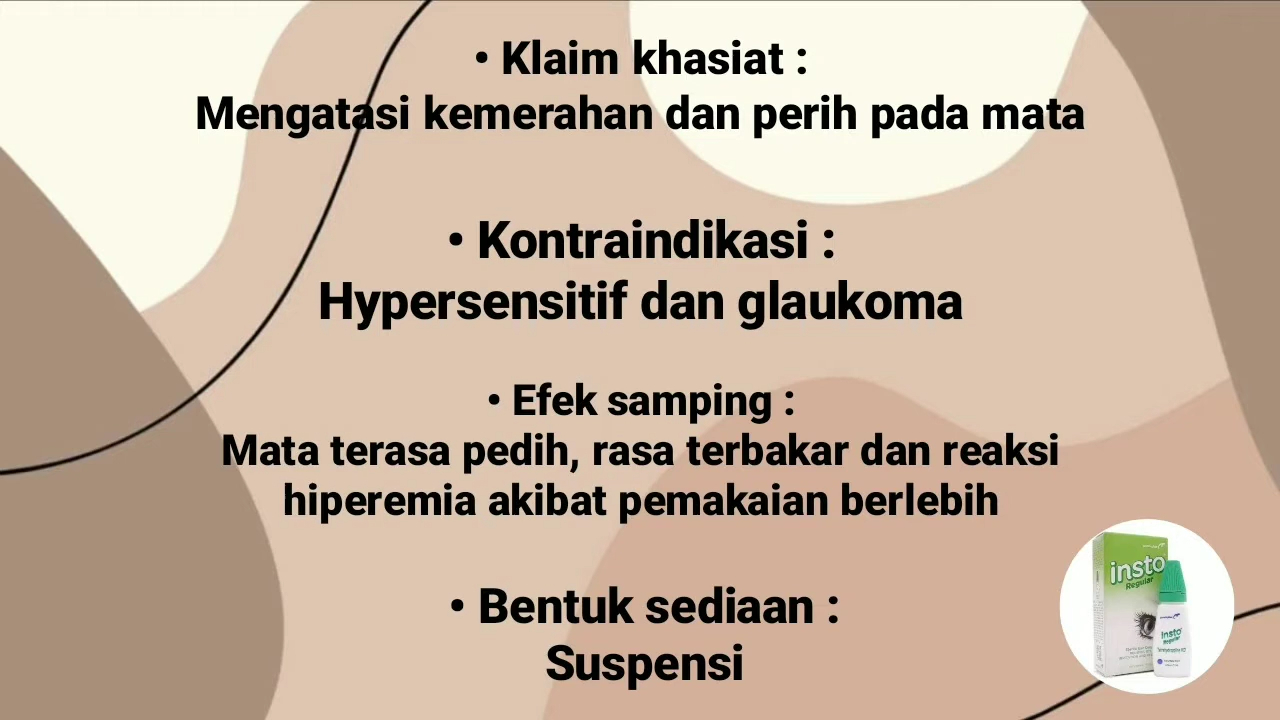 • Klaim khasiat :
Mengatasi kemerahan dan perih pada mata
• Kontraindikasi :
Hypersensitif dan glaukoma
• Efek samping :
Mata terasa pedih, rasa terbakar dan reaksi
hiperemia akibat pemakaian berlebih
• Bentuk sediaan :
Suspensi
insto
Regular
Insto
Regular